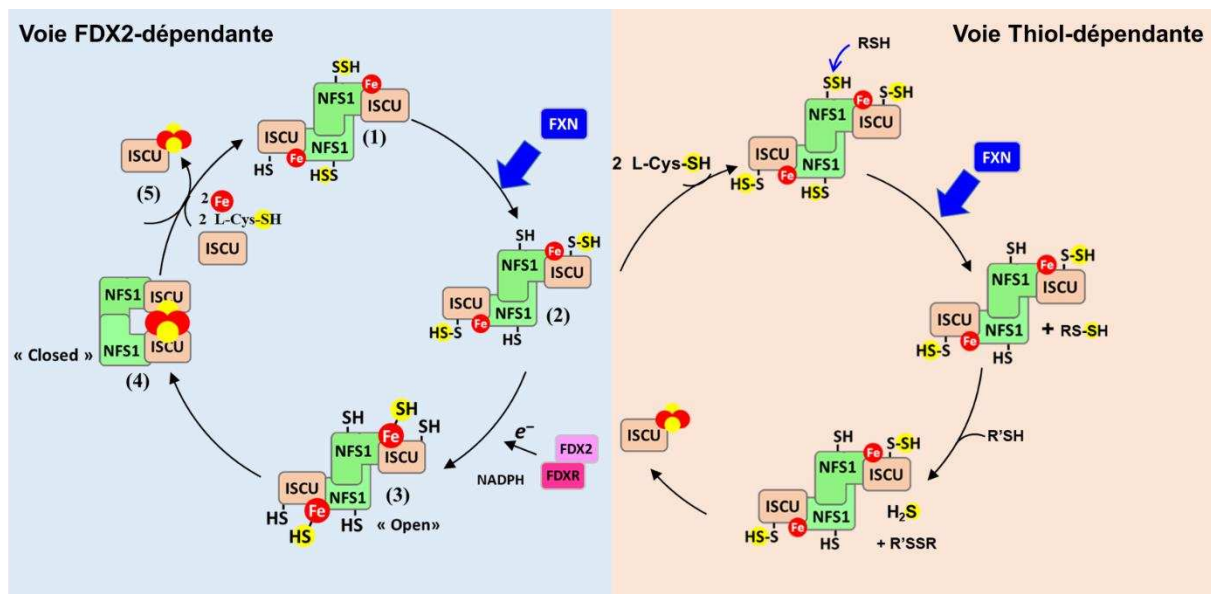 Voie FDX2-dépendante
SSH
Fe
NFS1
ISCU
(1)
ISCU
NFS1
HS
Fe
HSS
FXN
ISCU
(5)
2 Fe
2 L-Cys-SH
ISCU
SH
Fe
S-SH
NFS1
ISCU
ISCU
NFS1
(2)
HS-S
Fe
HS
NFS1
ISCU
NFS1
ISCU
« Closed »
(4)
SH
SH
Fe
SH
NFS1
ISCU
ISCU
NFS1
(3)
HS
Fe
HS
HS
« Open»
e⁻
NADPH
FDX2
FDXR
Voie Thiol-dépendante
RSH
SSH
Fe
S-SH
NFS1
ISCU
ISCU
NFS1
HS-S
Fe
HSS
2 L-Cys-SH
FXN
SH
Fe
S-SH
NFS1
ISCU
ISCU
NFS1
HS-S
Fe
HS
+ RS-SH
R'SH
ISCU
SH
Fe
S-SH
NFS1
ISCU
ISCU
NFS1
HS-S
Fe
HS
H₂S
+ R'SSR